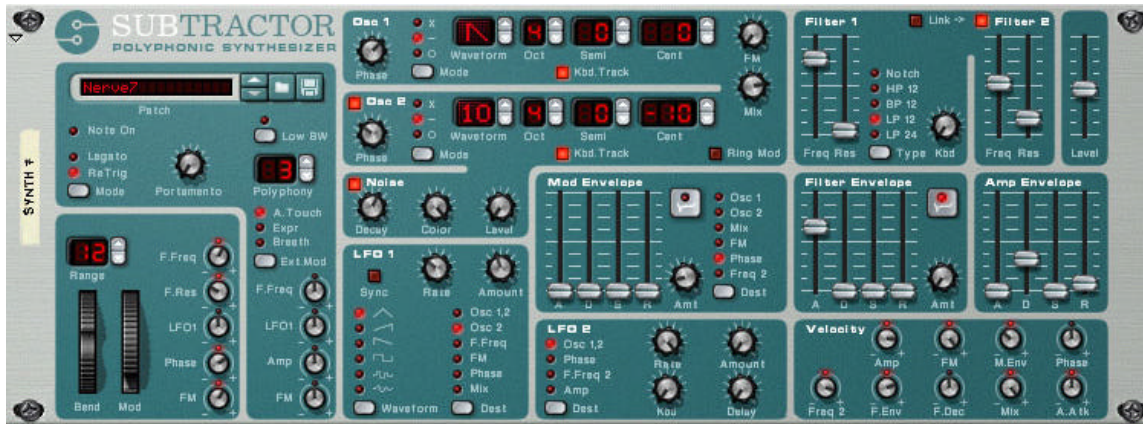 SUBTRACTOR
POLYPHONIC SYNTHESIZER
Nerve7
Patch
Note On
Low BW
Legato
ReTrig
Mode
Portamento
3
Polyphony
A.Touch
Expr
Breath
Ext.Mod
SYNTH 7
12
Range
F.Freq
F.Res
LFO1
Phase
FM
Bend
Mod
F.Freq
LFO1
Amp
FM
Osc 1
Phase
X
-
O
Mode
Waveform
4
Oct
0
Semi
0
Cent
Kbd.Track
FM
Osc 2
Phase
X
-
O
Mode
10
Waveform
4
Oct
0
Semi
-10
Cent
Kbd.Track
Mix
Ring Mod
Noise
Decay
Color
Level
LFO 1
Sync
Rate
Amount
Osc 1,2
Osc 2
F.Freq
FM
Phase
Mix
Waveform
Dest
Mod Envelope
A D S R
Amt
Osc 1
Osc 2
Mix
FM
Phase
Freq 2
Dest
LFO 2
Osc 1,2
Phase
F.Freq 2
Amp
Dest
Rate
Amount
Kbd
Delay
Filter 1
Link ->
Filter 2
Notch
HP 12
BP 12
LP 12
LP 24
Freq Res
Type
Kbd
Freq Res
Level
Filter Envelope
A D S R
Amt
Amp Envelope
A D S R
Velocity
Amp
FM
M.Env
Phase
Freq 2
F.Env
F.Dec
Mix
A.Atk